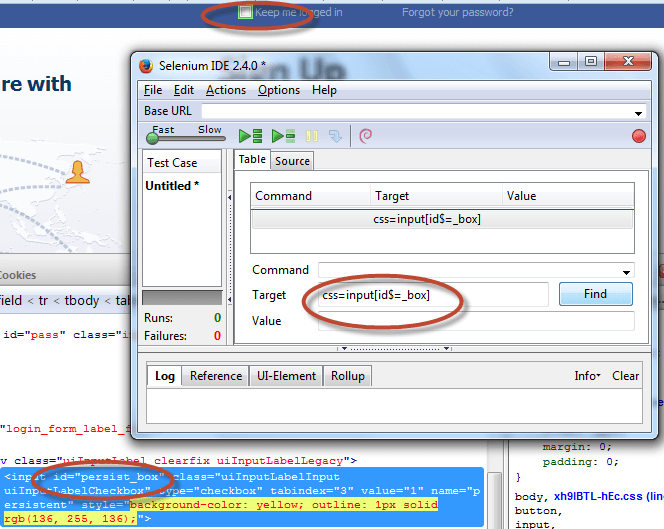 Keep me logged in
Forgot your password?
Sign Up
re with
Selenium IDE 2.4.0 *
File Edit Actions Options Help
Base URL
Fast Slow
Test Case
Untitled *
Runs: 0
Failures: 0
Table Source
Command Target Value
css=input[id$=_box]
Command
Target css=input[id$=_box] Find
Value
Log Reference UI-Element Rollup Info Clear
Cookies
field < tr < tbody < tab
id="pass" class="i
"login_form_label_f
v class="uiInputLabel clearfix uiInputLabelLegacy">
<input id="persist_box" class="uiInputLabelInput
uiInputLabelCheckbox" type="checkbox" tabindex="3" value="1" name="p
ersistent" style="background-color: yellow; outline: 1px solid
rgb(136, 255, 136);">
margin: 0;
padding: 0;
}
body, xh9lBTL-hEc.css (line
button,
input,